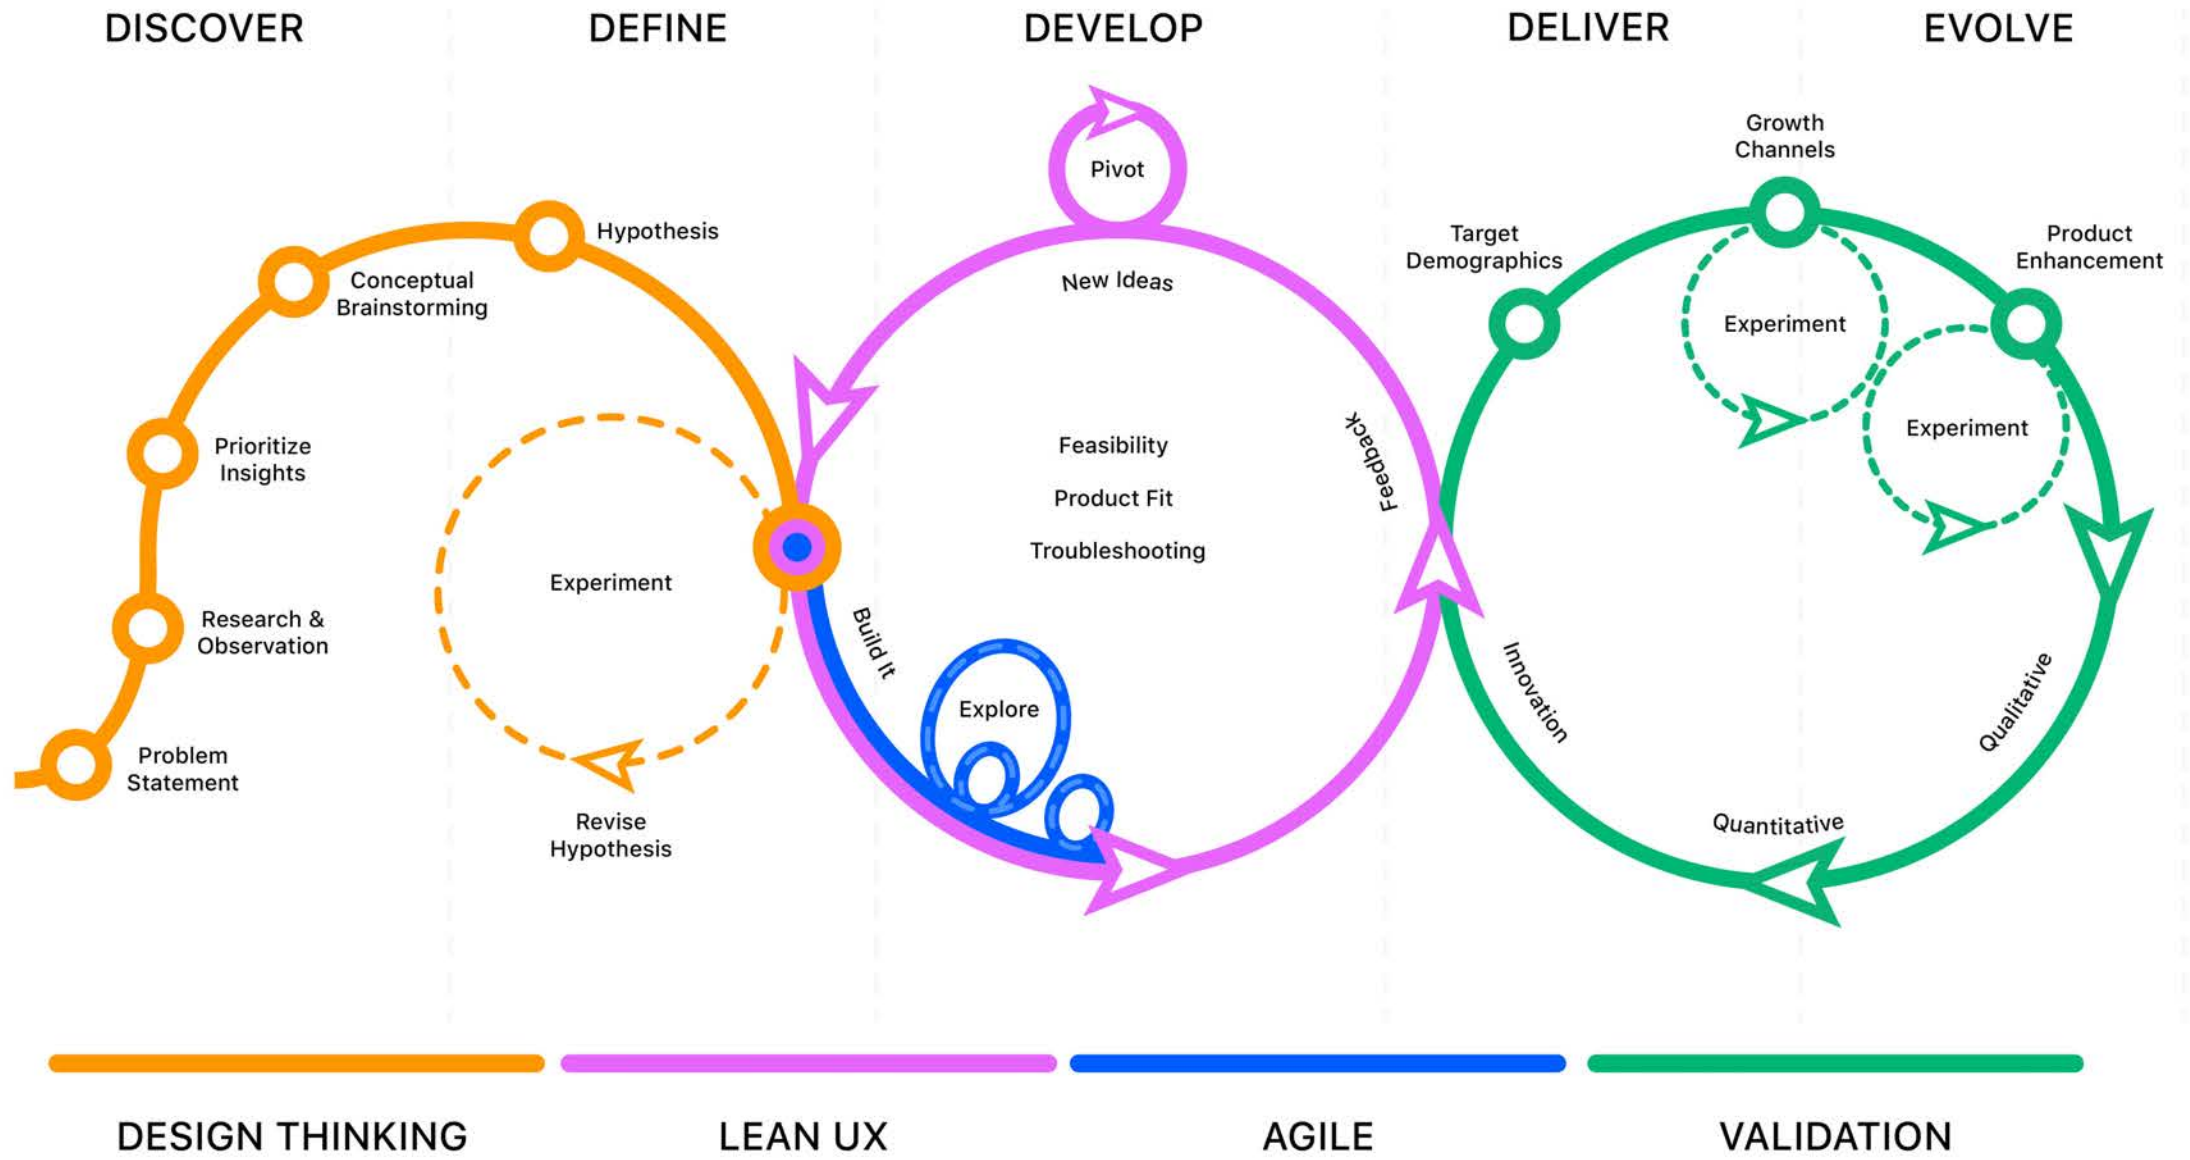 DISCOVER
DEFINE
DEVELOP
DELIVER
EVOLVE
Problem
Statement
Research &
Observation
Prioritize
Insights
Conceptual
Brainstorming
Hypothesis
Experiment
Revise
Hypothesis
Pivot
New Ideas
Feasibility
Product Fit
Troubleshooting
Feedback
Build It
Explore
Target
Demographics
Growth
Channels
Product
Enhancement
Experiment
Experiment
Innovation
Quantitative
Qualitative
DESIGN THINKING
LEAN UX
AGILE
VALIDATION